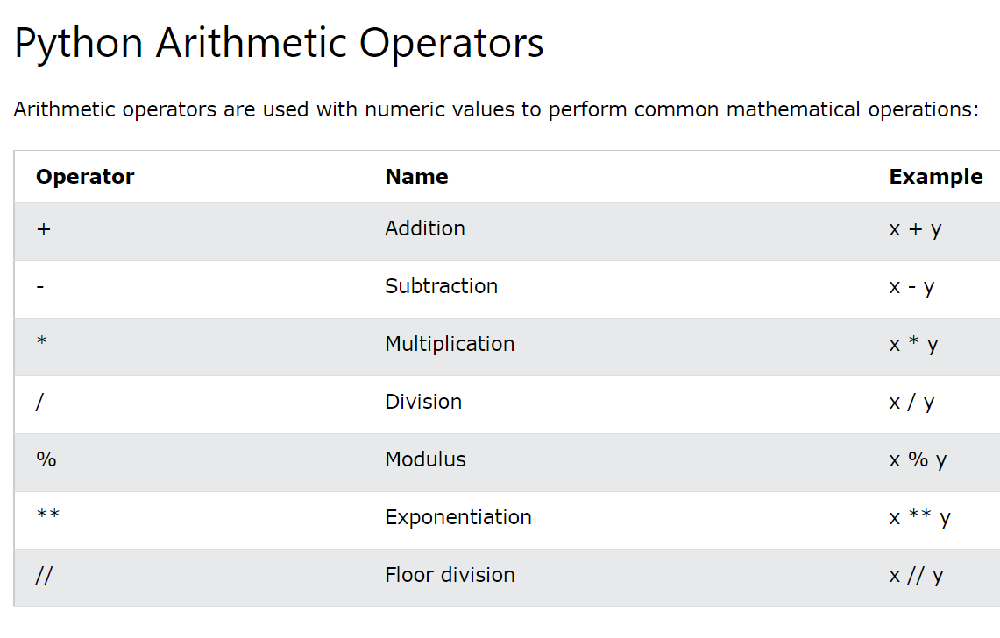 Python Arithmetic Operators
Arithmetic operators are used with numeric values to perform common mathematical operations:
Operator Name Example
+ Addition x + y
- Subtraction x - y
* Multiplication x * y
/ Division x / y
% Modulus x % y
** Exponentiation x ** y
// Floor division x // y